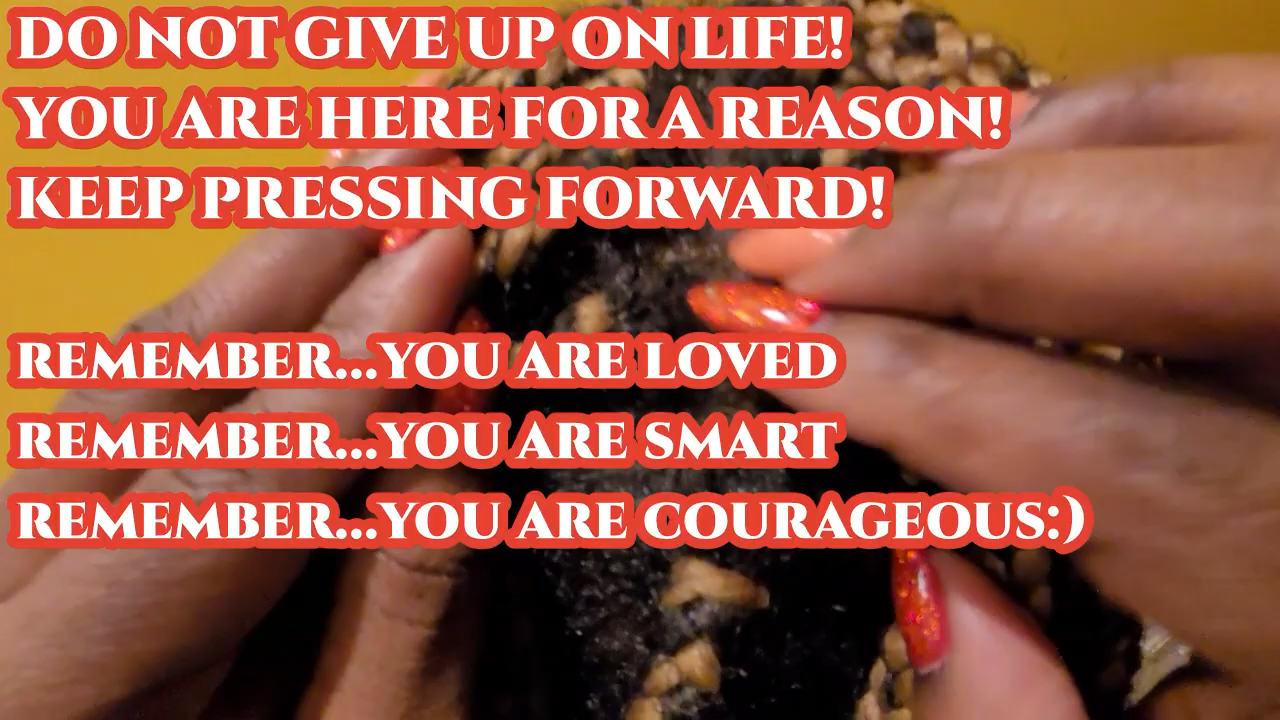 DO NOT GIVE UP ON LIFE!
YOU ARE HERE FOR A REASON!
KEEP PRESSING FORWARD!
REMEMBER...YOU ARE LOVED
REMEMBER...YOU ARE SMART
REMEMBER...YOU ARE COURAGEOUS:)